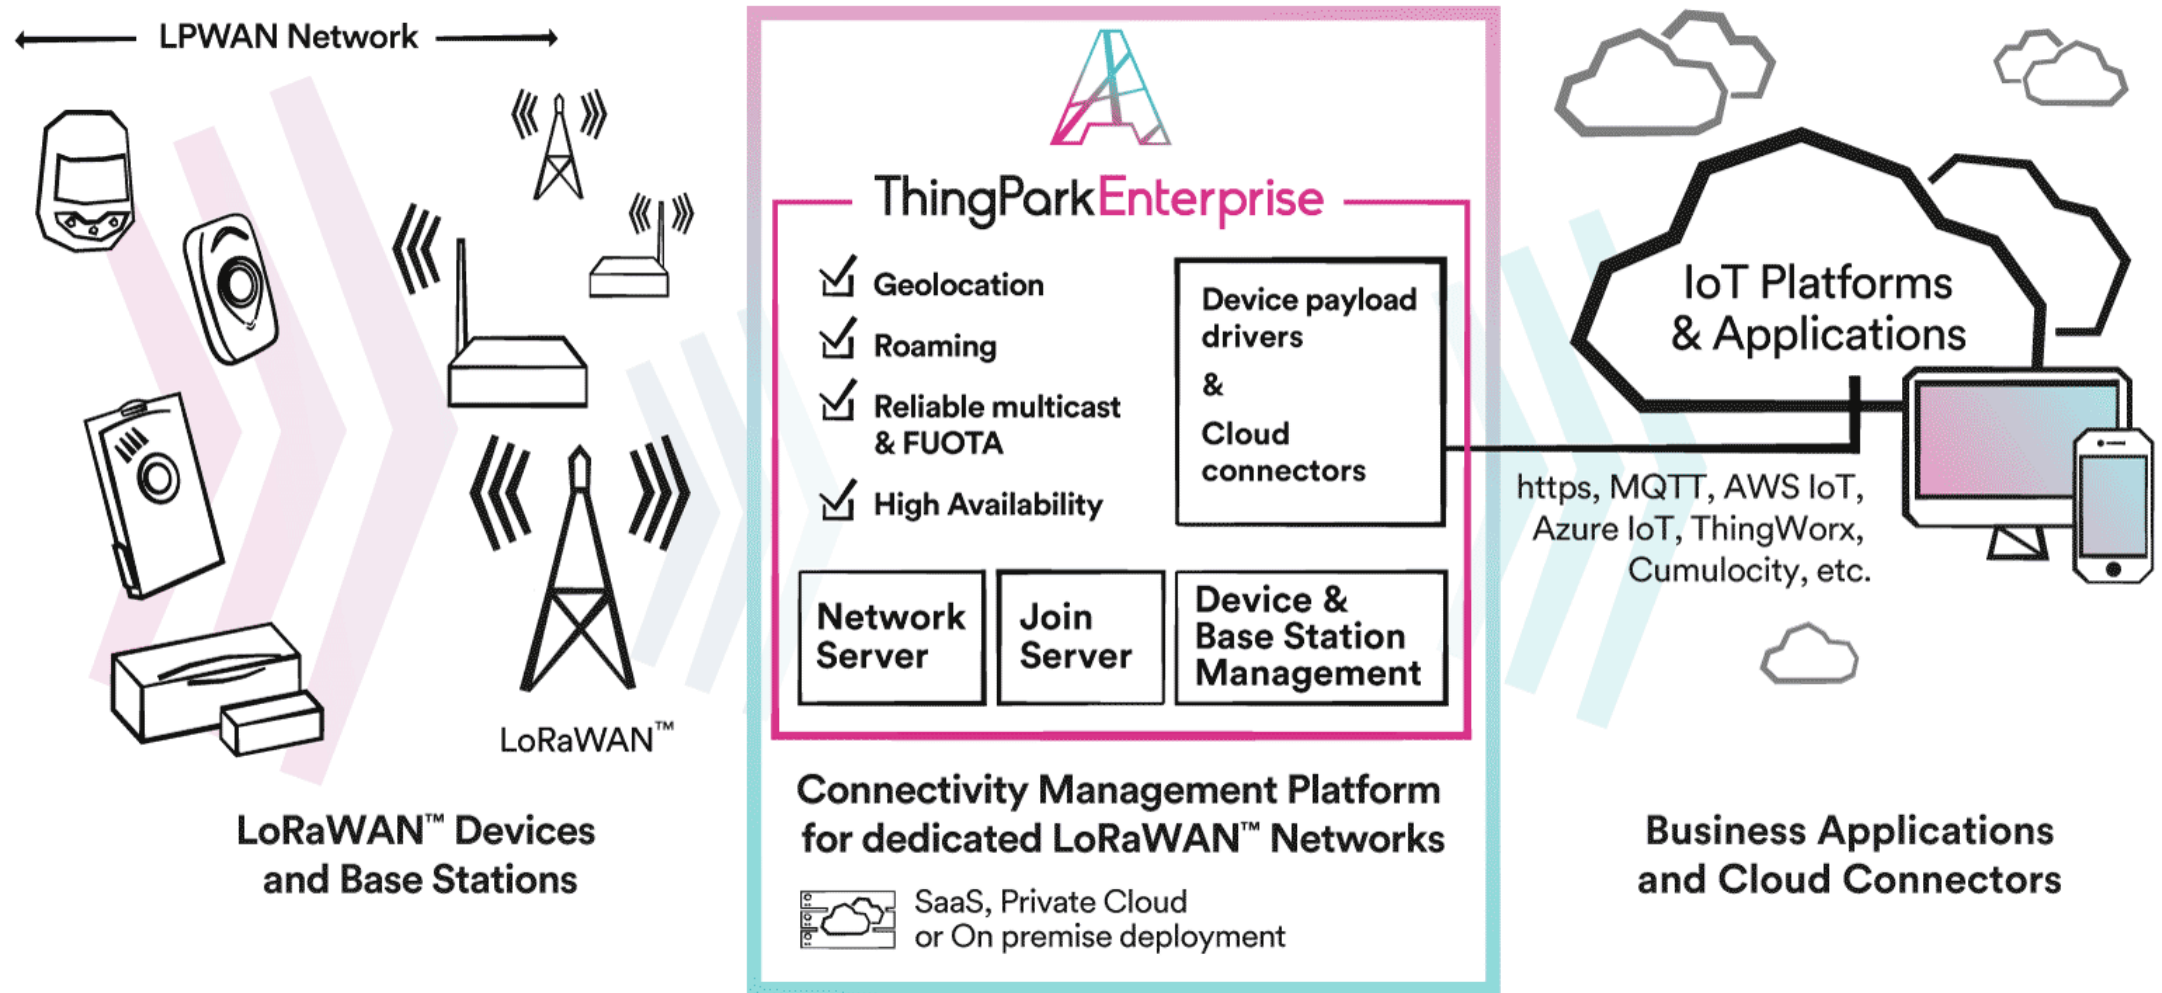 LPWAN Network
LoRaWAN™
LoRaWAN™ Devices
and Base Stations
ThingParkEnterprise
Geolocation
Roaming
Reliable multicast
& FUOTA
High Availability
Device payload
drivers
&
Cloud
connectors
Network
Server
Join
Server
Device &
Base Station
Management
Connectivity Management Platform
for dedicated LoRaWAN™ Networks
SaaS, Private Cloud
or On premise deployment
IoT Platforms
& Applications
https, MQTT, AWS IoT,
Azure IoT, ThingWorx,
Cumulocity, etc.
Business Applications
and Cloud Connectors